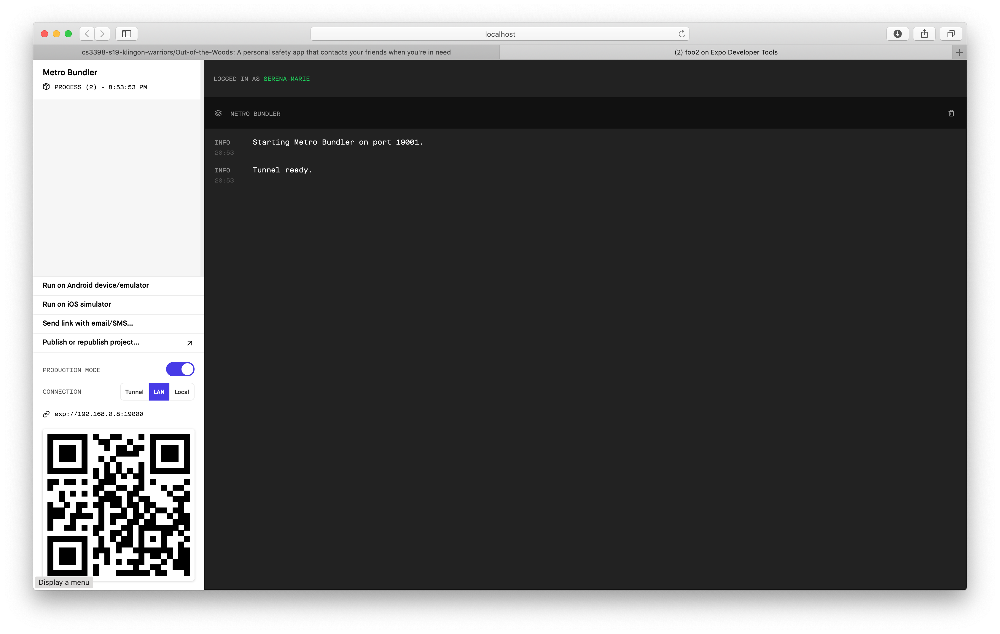 localhost
cs3398-s19-klingon-warriors/Out-of-the-Woods: A personal safety app that contacts your friends when you're in need
(2) foo2 on Expo Developer Tools
Metro Bundler
PROCESS (2) - 8:53:53 PM
LOGGED IN AS SERENA-MARIE
METRO BUNDLER
INFO Starting Metro Bundler on port 19001.
20:53
INFO Tunnel ready.
20:53
Run on Android device/emulator
Run on iOS simulator
Send link with email/SMS...
Publish or republish project...
PRODUCTION MODE
CONNECTION Tunnel LAN Local
exp://192.168.0.8:19000
Display a menu